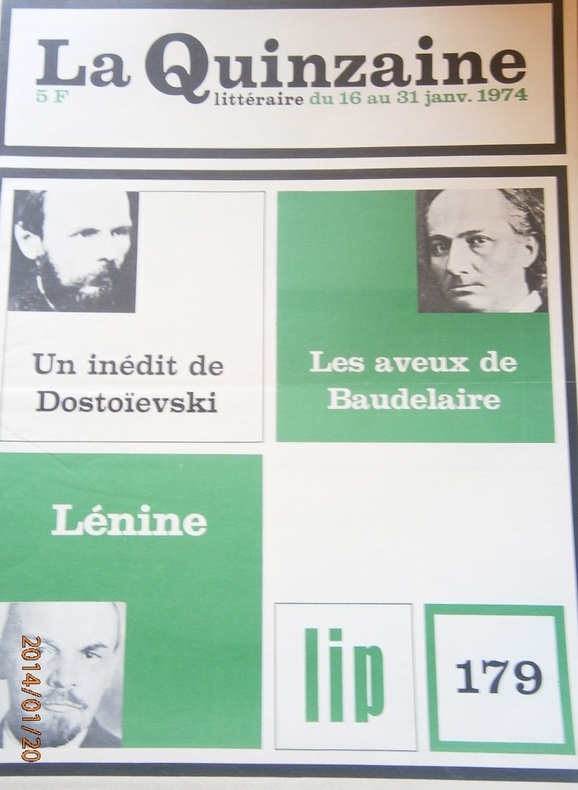 La Quinzaine
5 F
littéraire du 16 au 31 janv. 1974
Un inédit de
Dostoïevski
Les aveux de
Baudelaire
Lénine
lip
179
2014/01/20